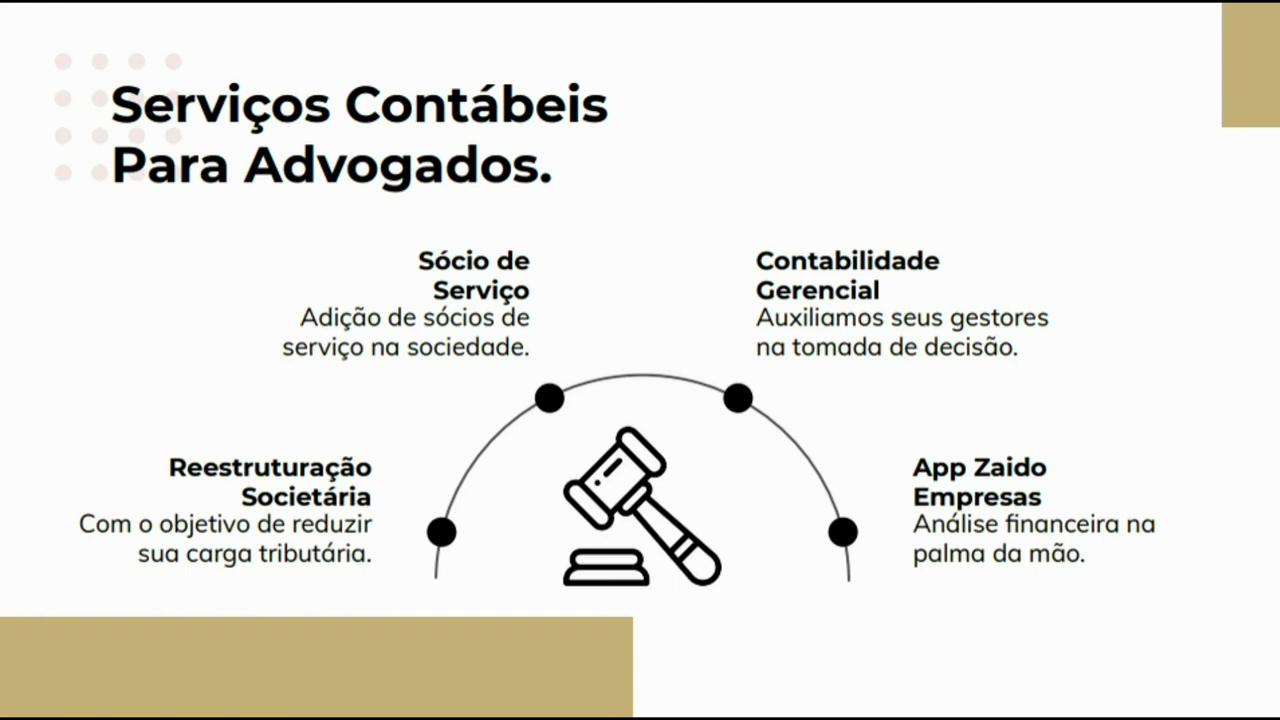 Serviços Contábeis
Para Advogados.
Sócio de
Serviço
Adição de sócios de
serviço na sociedade.
Contabilidade
Gerencial
Auxiliamos seus gestores
na tomada de decisão.
Reestruturação
Societária
Com o objetivo de reduzir
sua carga tributária.
App Zaido
Empresas
Análise financeira na
palma da mão.